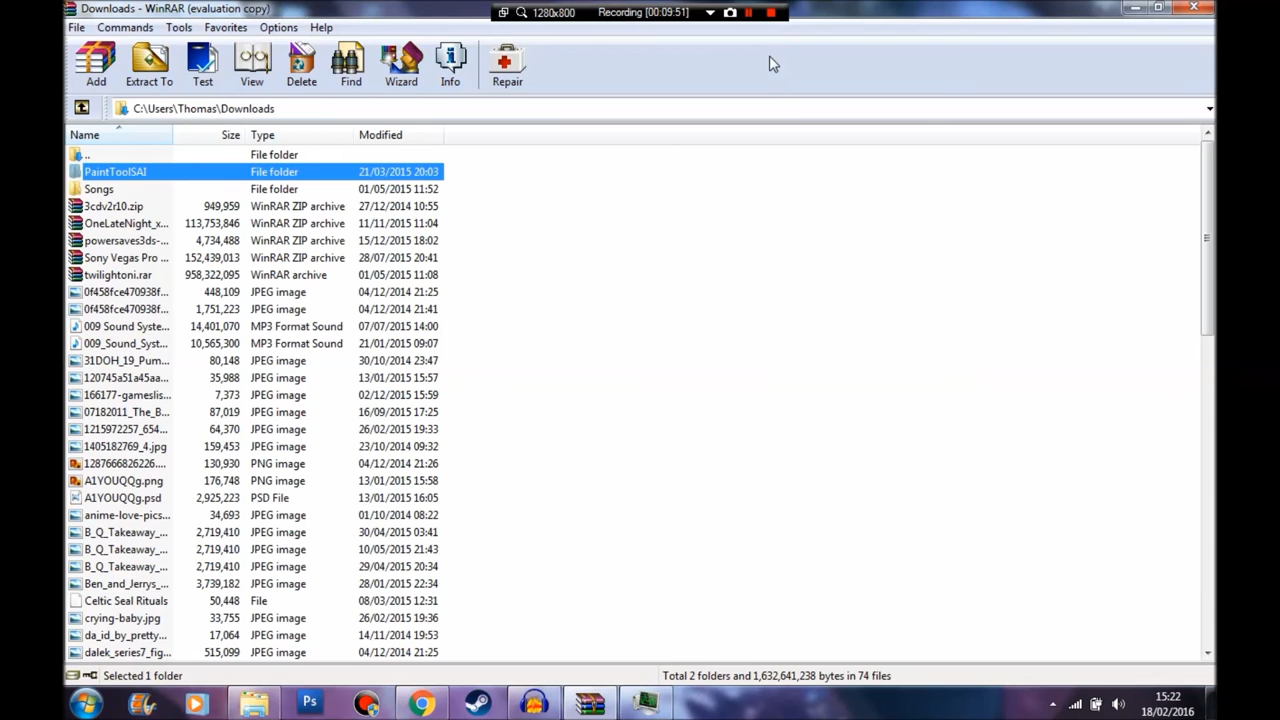 Downloads - WinRAR (evaluation copy)
1280x800
Recording [00:09:51]
File Commands Tools Favorites Options Help
Add Extract To Test View Delete Find Wizard Info Repair
C:\Users\Thomas\Downloads
Name Size Type Modified
.. File folder
PaintToolSAI File folder 21/03/2015 20:03
Songs File folder 01/05/2015 11:52
3cdv2r10.zip 949,959 WinRAR ZIP archive 27/12/2014 10:55
OneLateNight_x... 113,753,846 WinRAR ZIP archive 11/11/2015 11:04
powersaves3ds-... 4,734,488 WinRAR ZIP archive 15/12/2015 18:02
Sony Vegas Pro ... 152,439,013 WinRAR ZIP archive 28/07/2015 20:41
twilightoni.rar 958,322,095 WinRAR archive 01/05/2015 11:08
0f458fce470938f... 448,109 JPEG image 04/12/2014 21:25
0f458fce470938f... 1,751,223 JPEG image 04/12/2014 21:41
009 Sound Syste... 14,401,070 MP3 Format Sound 07/07/2015 14:00
009_Sound_Syst... 10,565,300 MP3 Format Sound 21/01/2015 09:07
31DOH_19_Pum... 80,148 JPEG image 30/10/2014 23:47
120745a51a45aa... 35,988 JPEG image 13/01/2015 15:57
166177-gameslis... 7,373 JPEG image 02/12/2014 15:59
07182011_The_B... 87,019 JPEG image 16/09/2015 17:25
1215972257_654... 64,370 JPEG image 26/02/2015 19:33
1405182769_4.jpg 159,453 JPEG image 23/10/2014 09:32
1287666826226.... 130,930 PNG image 04/12/2014 21:26
A1YOUQQg.png 176,748 PNG image 13/01/2015 15:58
A1YOUQQg.psd 2,925,223 PSD File 13/01/2015 16:05
anime-love-pics... 34,693 JPEG image 01/10/2014 08:22
B_Q_Takeaway_... 2,719,410 JPEG image 30/04/2015 03:41
B_Q_Takeaway_... 2,719,410 JPEG image 10/05/2015 21:43
B_Q_Takeaway_... 2,719,410 JPEG image 29/04/2015 20:34
Ben_and_Jerrys_... 3,739,182 JPEG image 28/01/2015 22:34
Celtic Seal Rituals 50,448 File 08/03/2015 12:31
crying-baby.jpg 33,755 JPEG image 26/02/2015 19:36
da_id_by_pretty... 17,064 JPEG image 14/11/2014 19:53
dalek_series7_fig... 515,099 JPEG image 04/12/2014 21:25
Selected 1 folder Total 2 folders and 1,632,641,238 bytes in 74 files
Ps
15:22
18/02/2016